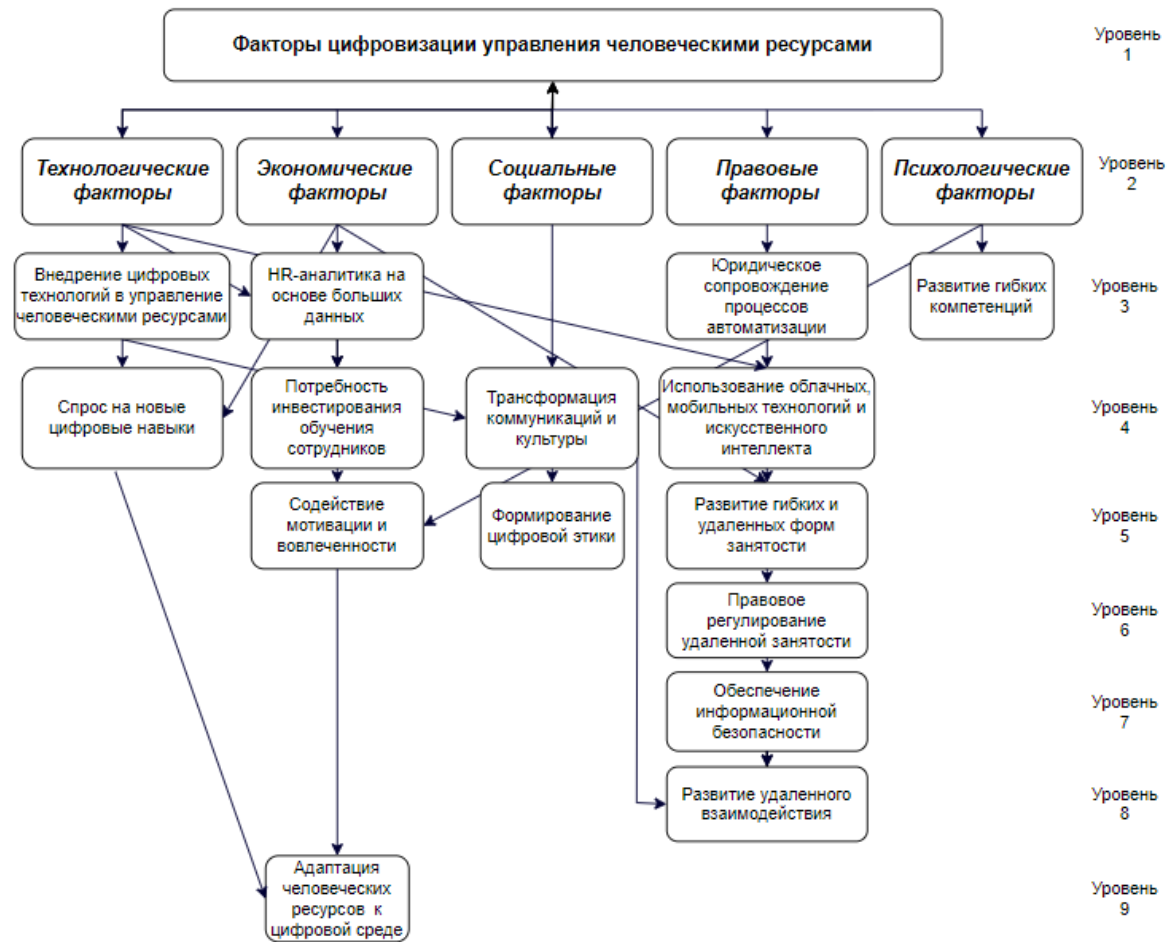 Факторы цифровизации управления человеческими ресурсами
Уровень
1
Технологические
факторы
Экономические
факторы
Социальные
факторы
Правовые
факторы
Психологические
факторы
Уровень
2
Внедрение цифровых
технологий в управление
человеческими ресурсами
HR-аналитика на
основе больших
данных
Юридическое
сопровождение
процессов
автоматизации
Развитие гибких
компетенций
Уровень
3
Спрос на новые
цифровые навыки
Потребность
инвестирования
обучения
сотрудников
Трансформация
коммуникаций и
культуры
Использование облачных,
мобильных технологий и
искусственного
интеллекта
Уровень
4
Содействие
мотивации и
вовлеченности
Формирование
цифровой этики
Развитие гибких и
удаленных форм
занятости
Уровень
5
Правовое
регулирование
удаленной занятости
Уровень
6
Обеспечение
информационной
безопасности
Уровень
7
Развитие удаленного
взаимодействия
Уровень
8
Адаптация
человеческих
ресурсов к
цифровой среде
Уровень
9